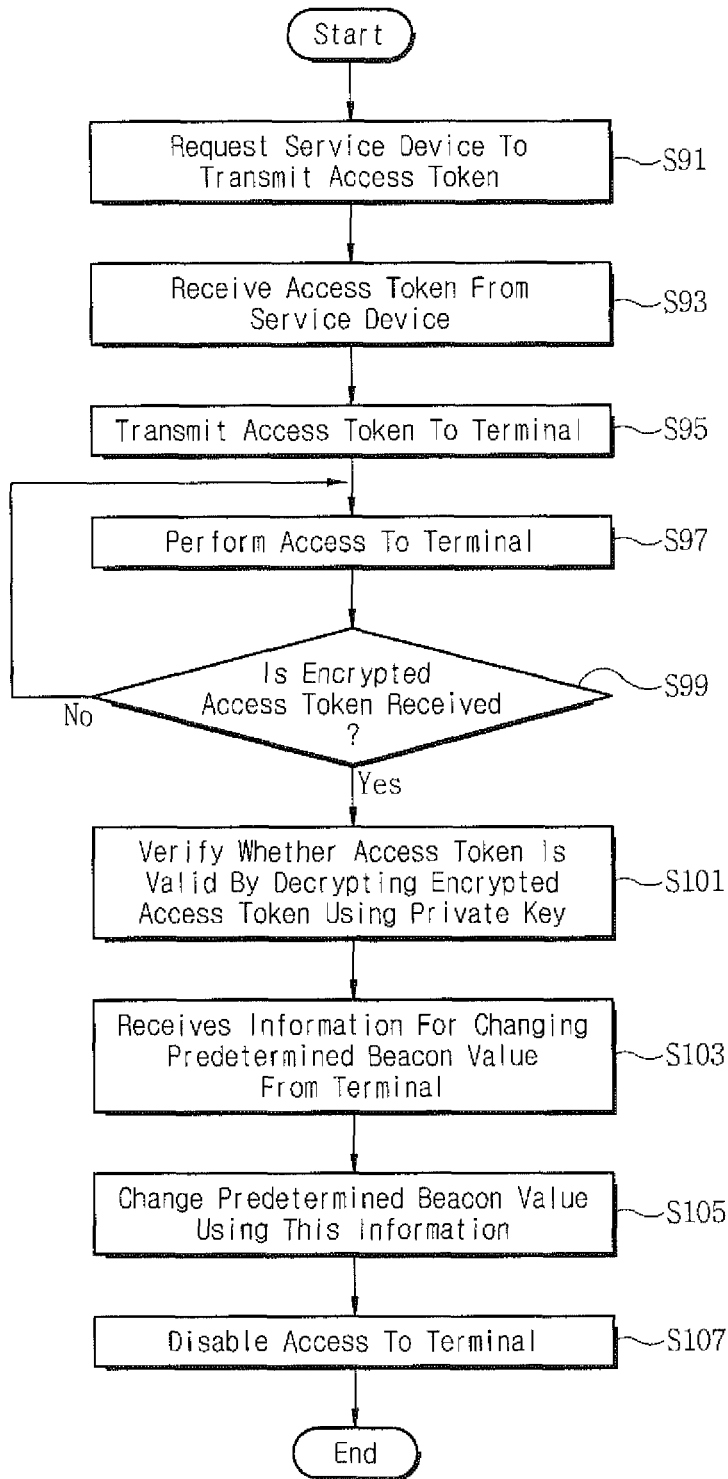 Start
Request Service Device To
Transmit Access Token
S91
Receive Access Token From
Service Device
S93
Transmit Access Token To Terminal
S95
Perform Access To Terminal
S97
Is Encrypted
Access Token Received
?
S99
No
Yes
Verify Whether Access Token Is
Valid By Decrypting Encrypted
Access Token Using Private Key
S101
Receives Information For Changing
Predetermined Beacon Value
From Terminal
S103
Change Predetermined Beacon Value
Using This Information
S105
Disable Access To Terminal
S107
End